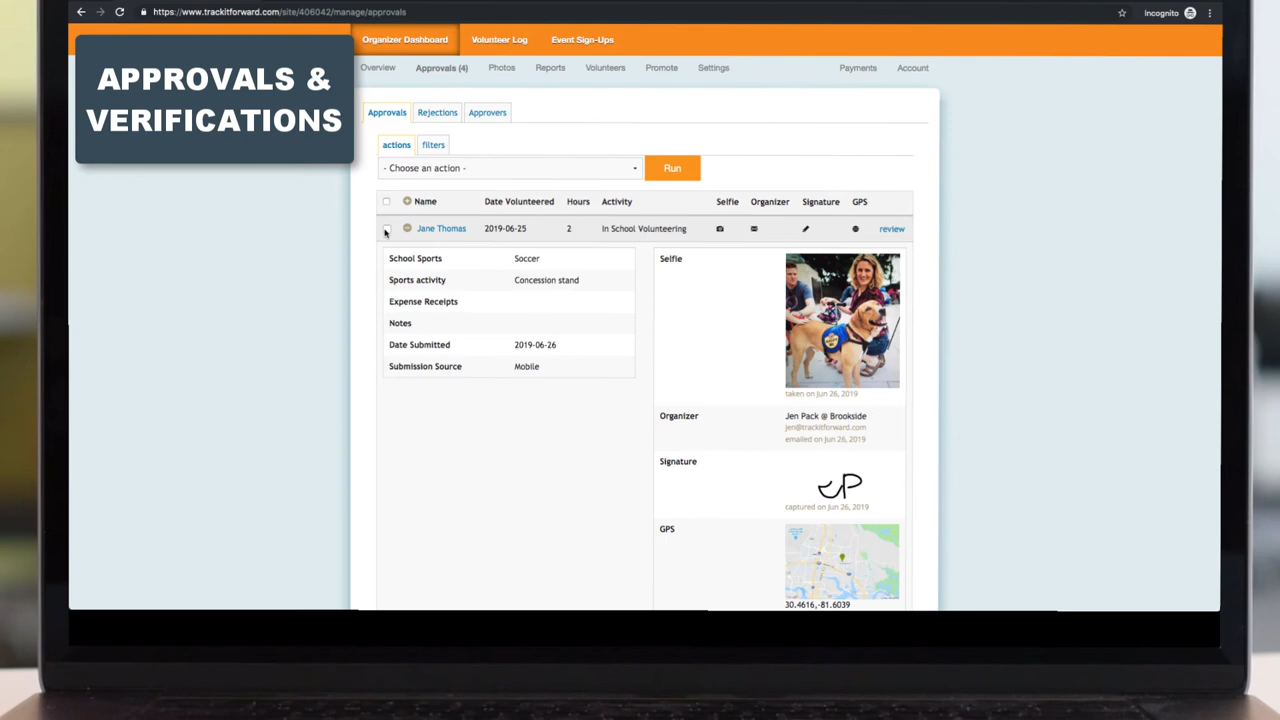 https://www.trackitforward.com/site/406042/manage/approvals
Incognito
APPROVALS &
VERIFICATIONS
Organizer Dashboard Volunteer Log Event Sign-Ups
Overview Approvals (4) Photos Reports Volunteers Promote Settings Payments Account
Approvals Rejections Approvers
actions filters
- Choose an action - Run
Name Date Volunteered Hours Activity Selfie Organizer Signature GPS
Jane Thomas 2019-06-25 2 In School Volunteering review
School Sports Soccer
Sports activity Concession stand
Expense Receipts
Notes
Date Submitted 2019-06-26
Submission Source Mobile
Selfie
taken on Jun 26, 2019
Organizer Jen Pack @ Brookside
jen@trackitforward.com
emailed on Jun 26, 2019
Signature
JP
captured on Jun 26, 2019
GPS
30.4616,-81.6039